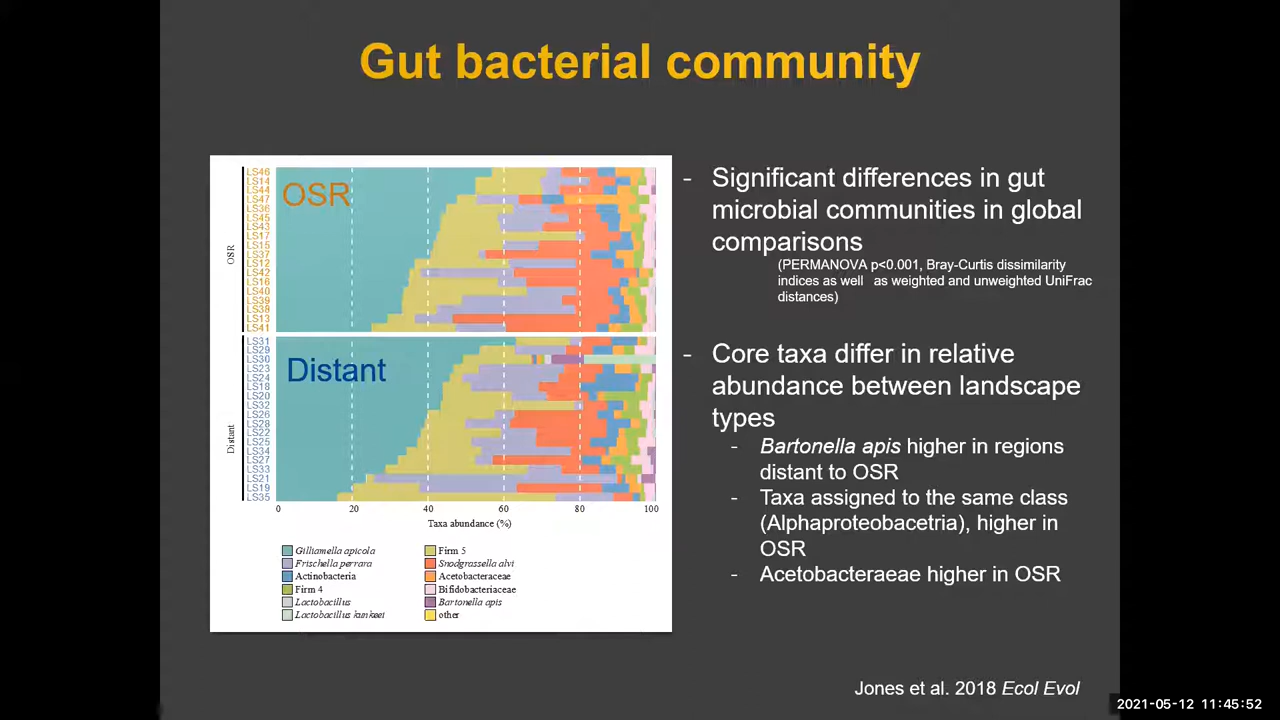 Gut bacterial community
OSR
LS46
LS14
LS44
LS47
LS36
LS45
LS43
LS17
LS15
LS37
LS12
LS42
LS16
LS40
LS39
LS38
LS13
LS41
OSR
Distant
LS31
LS29
LS30
LS23
LS24
LS18
LS20
LS32
LS26
LS28
LS22
LS25
LS34
LS27
LS33
LS21
LS19
LS35
Distant
0 20 40 60 80 100
Taxa abundance (%)
Gilliamella apicola
Frischella perrara
Actinobacteria
Firm 4
Lactobacillus
Lactobacillus kunkeei
Firm 5
Snodgrassella alvi
Acetobacteraceae
Bifidobacteriaceae
Bartonella apis
other
- Significant differences in gut
microbial communities in global
comparisons
(PERMANOVA p<0.001, Bray-Curtis dissimilarity
indices as well as weighted and unweighted UniFrac
distances)
- Core taxa differ in relative
abundance between landscape
types
- Bartonella apis higher in regions
distant to OSR
- Taxa assigned to the same class
(Alphaproteobacetria), higher in
OSR
- Acetobacteraeae higher in OSR
Jones et al. 2018 Ecol Evol
2021-05-12 11:45:52